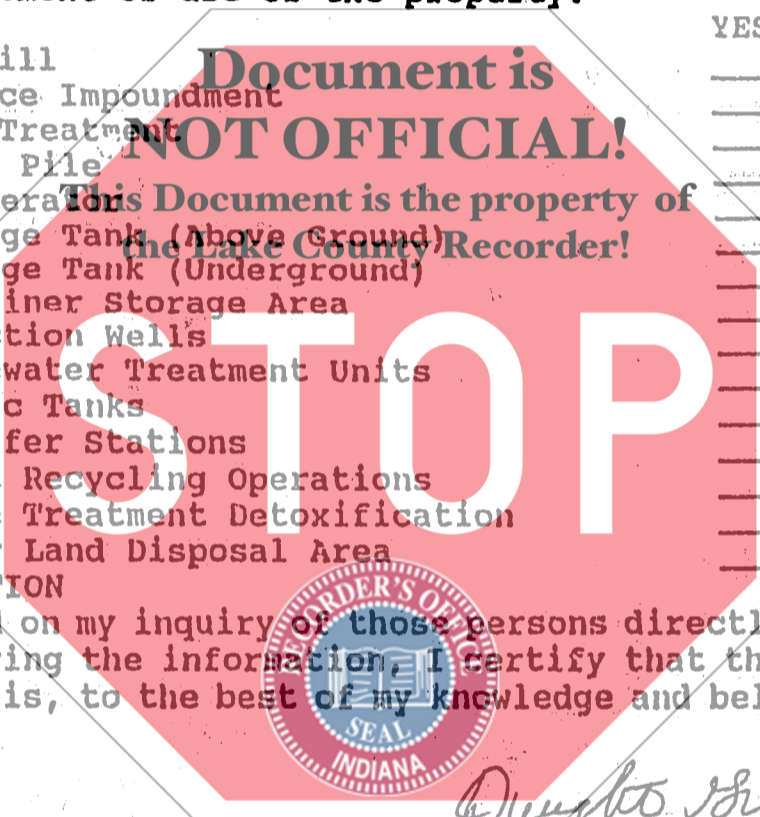 YES
ill
Document is
ce Impoundment
Treatment
NOT OFFICIAL!
Pile
This Document is the property of
ge Tank (Above Ground)
the Lake County Recorder!
ge Tank (Underground)
iner Storage Area
tion Wells
STOP
water Treatment Units
c Tanks
fer Stations
Recycling Operations
Treatment Detoxification
Land Disposal Area
TION
on my inquiry of those persons directl
ing the information, I certify that th
is, to the best of my knowledge and bel
RECORDER'S OFFICE
SEAL
INDIANA